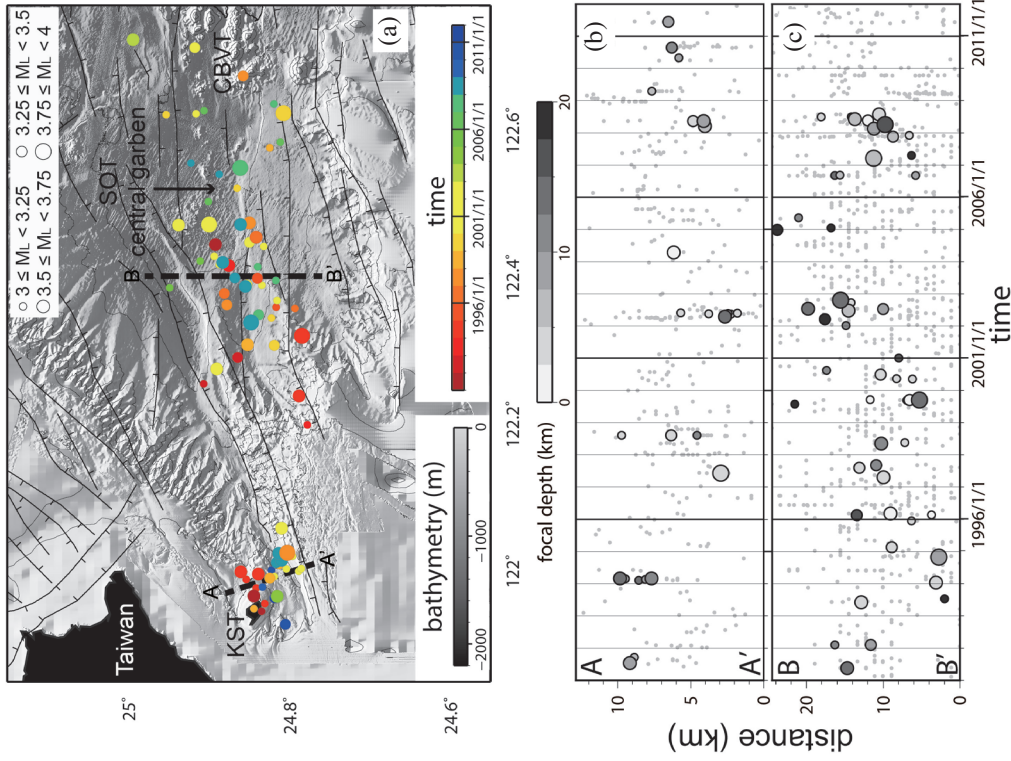 3 ≤ ML < 3.25
3.25 ≤ ML < 3.5
3.5 ≤ ML < 3.75
3.75 ≤ ML < 4
(a)
Taiwan
KST
A
A'
B
B'
SOT
central garben
CBVT
25°
24.8°
24.6°
122°
122.2°
122.4°
122.6°
bathymetry (m)
−2000
−1000
0
time
1996/1/1
2001/1/1
2006/1/1
2011/1/1
focal depth (km)
0
10
20
(b)
A
A'
10
0
(c)
B
B'
20
10
0
distance (km)
1996/1/1
2001/1/1
2006/1/1
2011/1/1
time